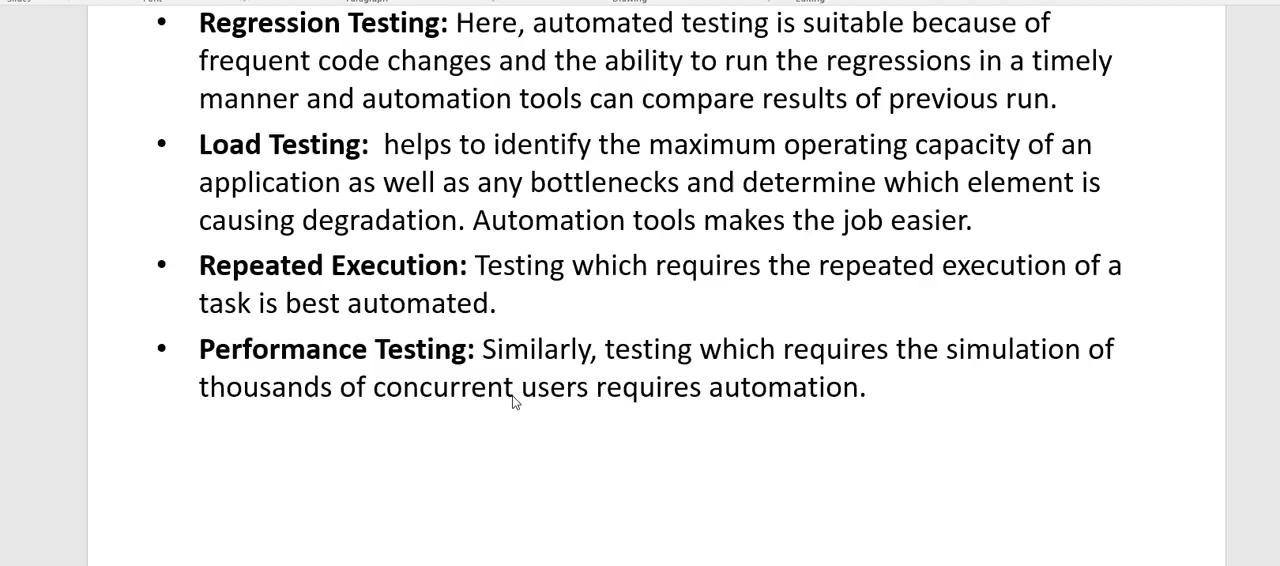 • Regression Testing: Here, automated testing is suitable because of
frequent code changes and the ability to run the regressions in a timely
manner and automation tools can compare results of previous run.
• Load Testing:  helps to identify the maximum operating capacity of an
application as well as any bottlenecks and determine which element is
causing degradation. Automation tools makes the job easier.
• Repeated Execution: Testing which requires the repeated execution of a
task is best automated.
• Performance Testing: Similarly, testing which requires the simulation of
thousands of concurrent users requires automation.